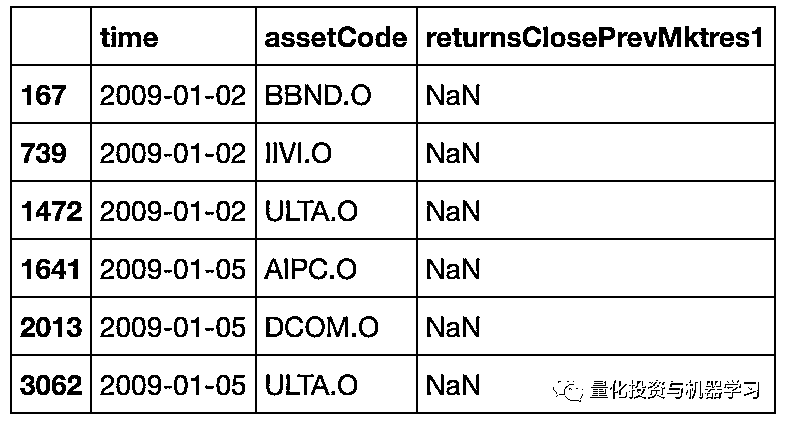 time assetCode returnsClosePrevMktres1
167 2009-01-02 BBND.O NaN
739 2009-01-02 IIVI.O NaN
1472 2009-01-02 ULTA.O NaN
1641 2009-01-05 AIPC.O NaN
2013 2009-01-05 DCOM.O NaN
3062 2009-01-05 ULTA.O NaN
量化投资与机器学习